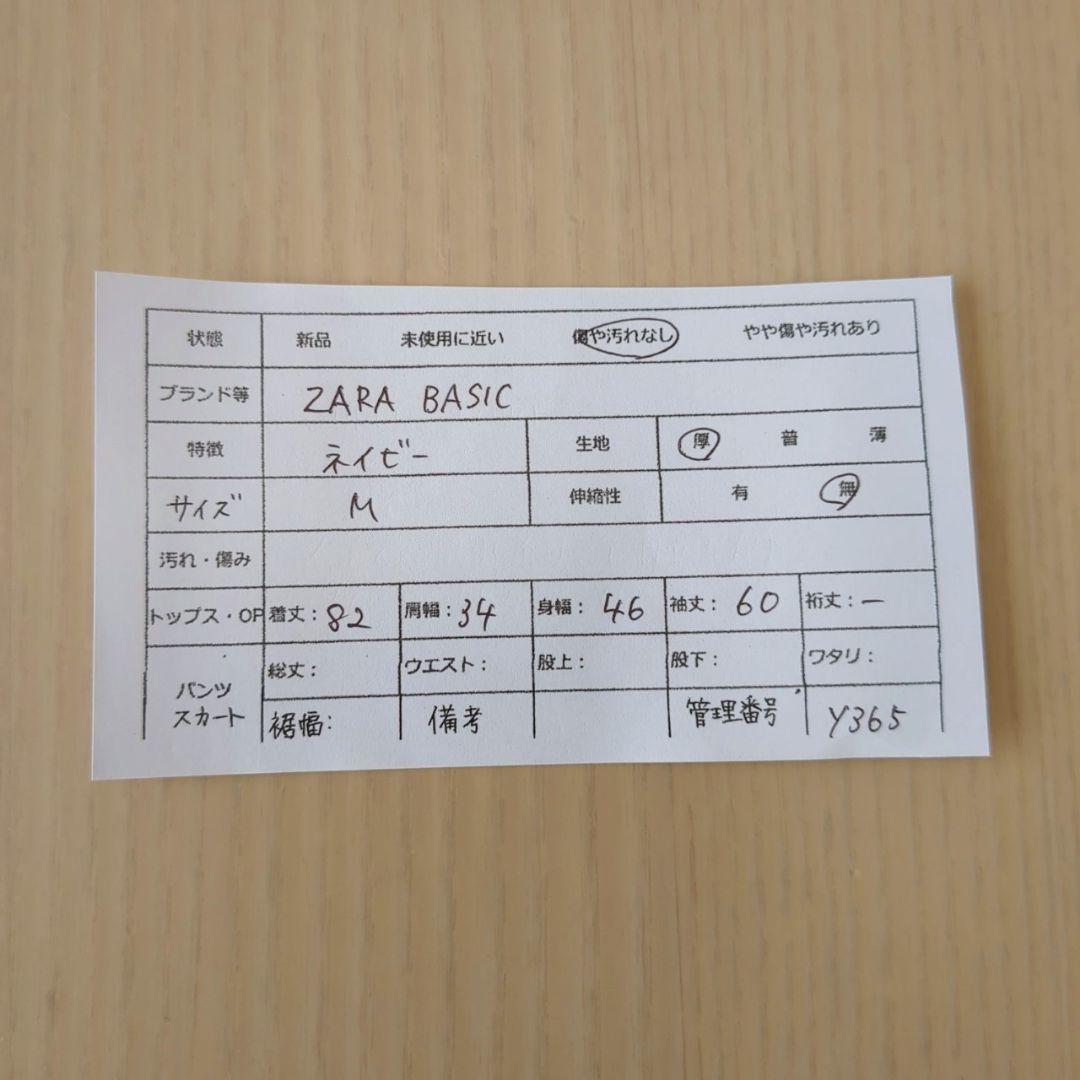 状態 新品 未使用に近い 傷や汚れなし やや傷や汚れあり
ブランド等 ZARA BASIC
特徴 ネイビー 生地 厚 普 薄
サイズ M 伸縮性 有 無
汚れ・傷み
トップス・OP 着丈:82 肩幅:34 身幅:46 袖丈:60 裄丈:ー
パンツ 総丈: ウエスト: 股上: 股下: ワタリ:
スカート 裾幅: 備考 管理番号 Y365